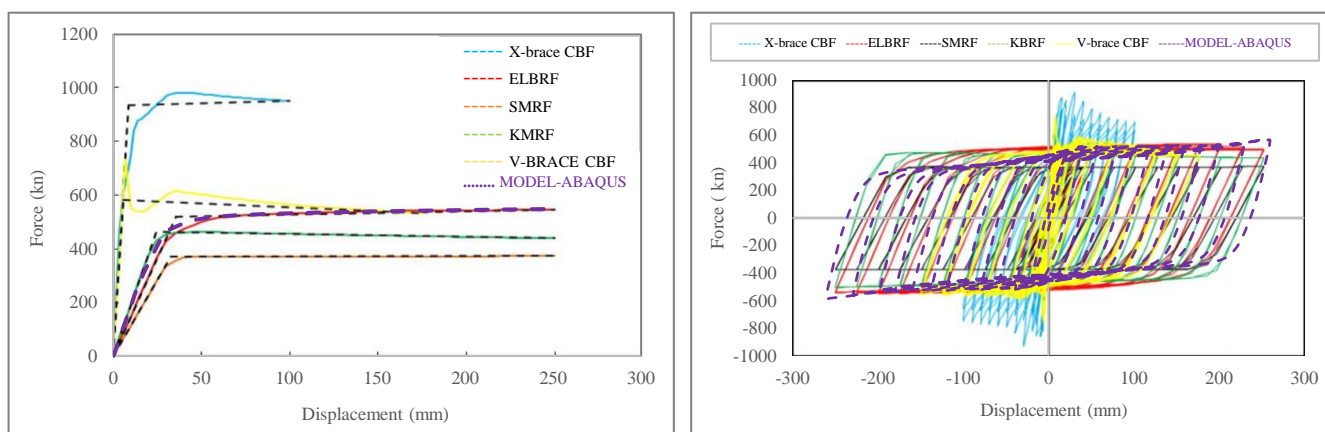 1200
1000
800
600
400
200
0
Force (kn)
0 50 100 150 200 250 300
Displacement (mm)
X-brace CBF
ELBRF
SMRF
KMRF
V-BRACE CBF
MODEL-ABAQUS
X-brace CBF ELBRF SMRF KBRF V-brace CBF MODEL-ABAQUS
1000
800
600
400
200
0
-200
-400
-600
-800
-1000
Force ( kn)
-300 -200 -100 0 100 200 300
Displacement (mm)